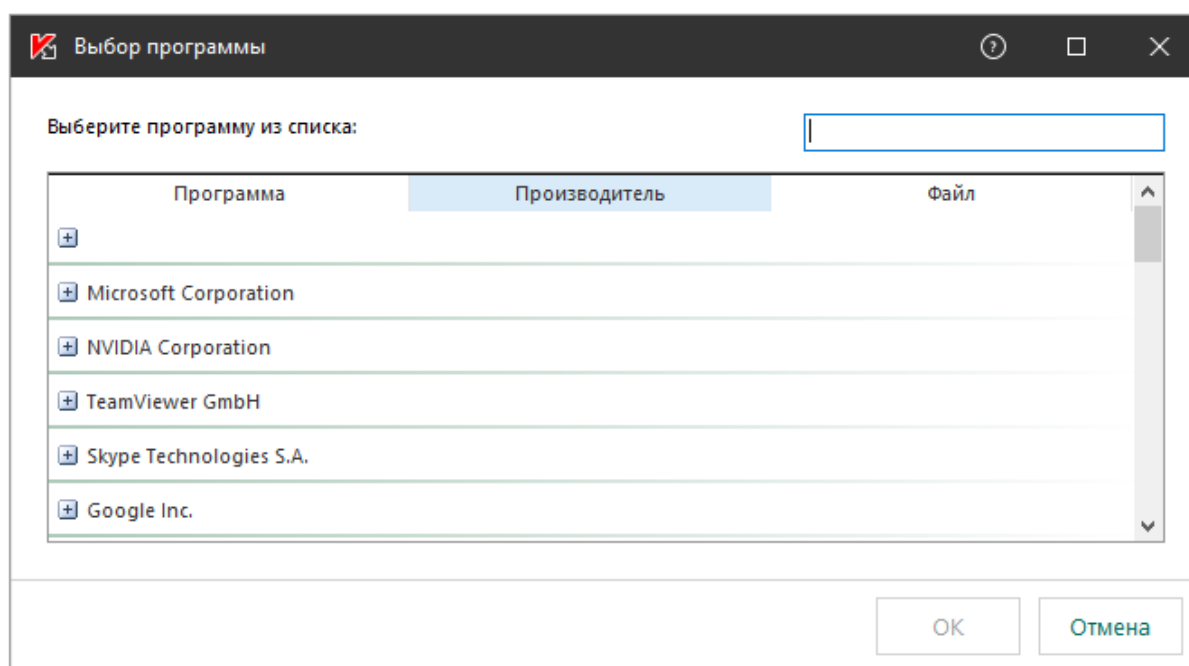 Выбор программы
Выберите программу из списка:
Программа Производитель Файл
Microsoft Corporation
NVIDIA Corporation
TeamViewer GmbH
Skype Technologies S.A.
Google Inc.
OK Отмена